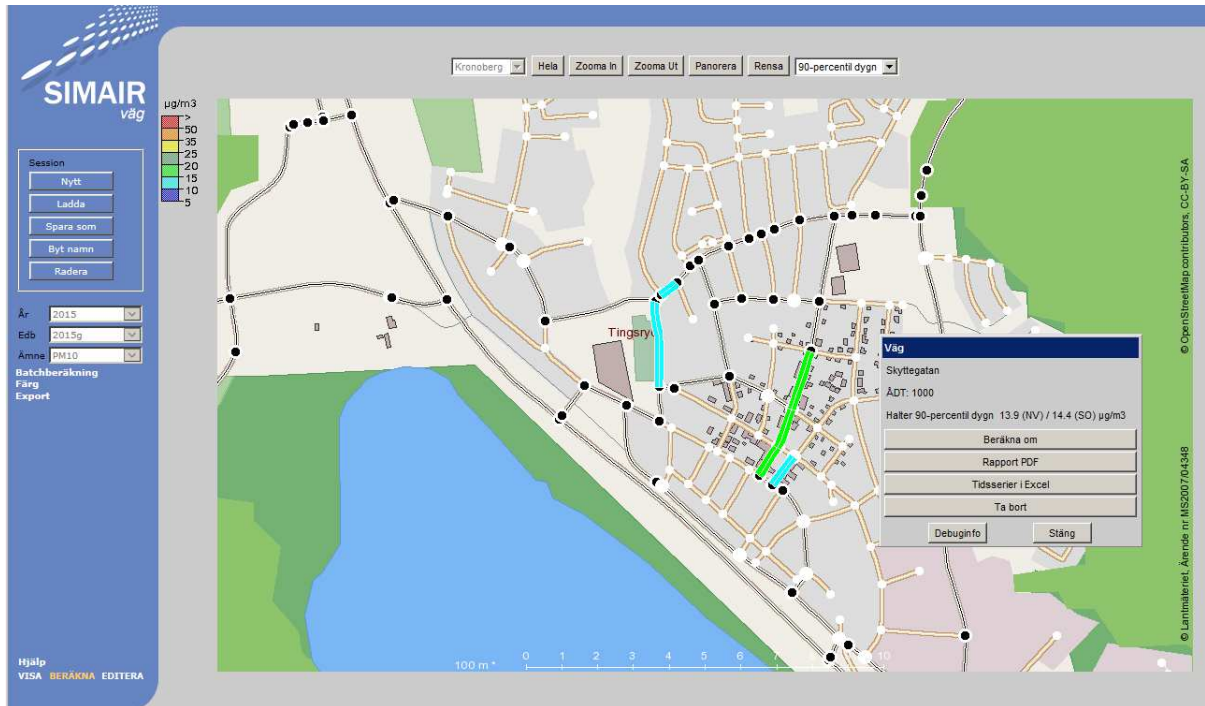 SIMAIR
väg
Session
Nytt
Ladda
Spara som
Byt namn
Radera
År 2015
Edb 2015g
Ämne PM10
Batchberäkning
Färg
Export
Hjälp
VISA BERÄKNA EDITERA
Kronoberg Hela Zooma In Zooma Ut Panorera Rensa 90-percentil dygn
µg/m3
>
50
35
25
20
15
10
5
Tingsryd
100 m * 0 1 2 3 4 5 6 7 8 9 10
Väg
Skyttegatan
ÅDT: 1000
Halter 90-percentil dygn 13.9 (NV) / 14.4 (SO) µg/m3
Beräkna om
Rapport PDF
Tidsserier i Excel
Ta bort
Debuginfo Stäng
© OpenStreetMap contributors, CC-BY-SA
© Lantmäteriet, Ärende nr MS2007/04348